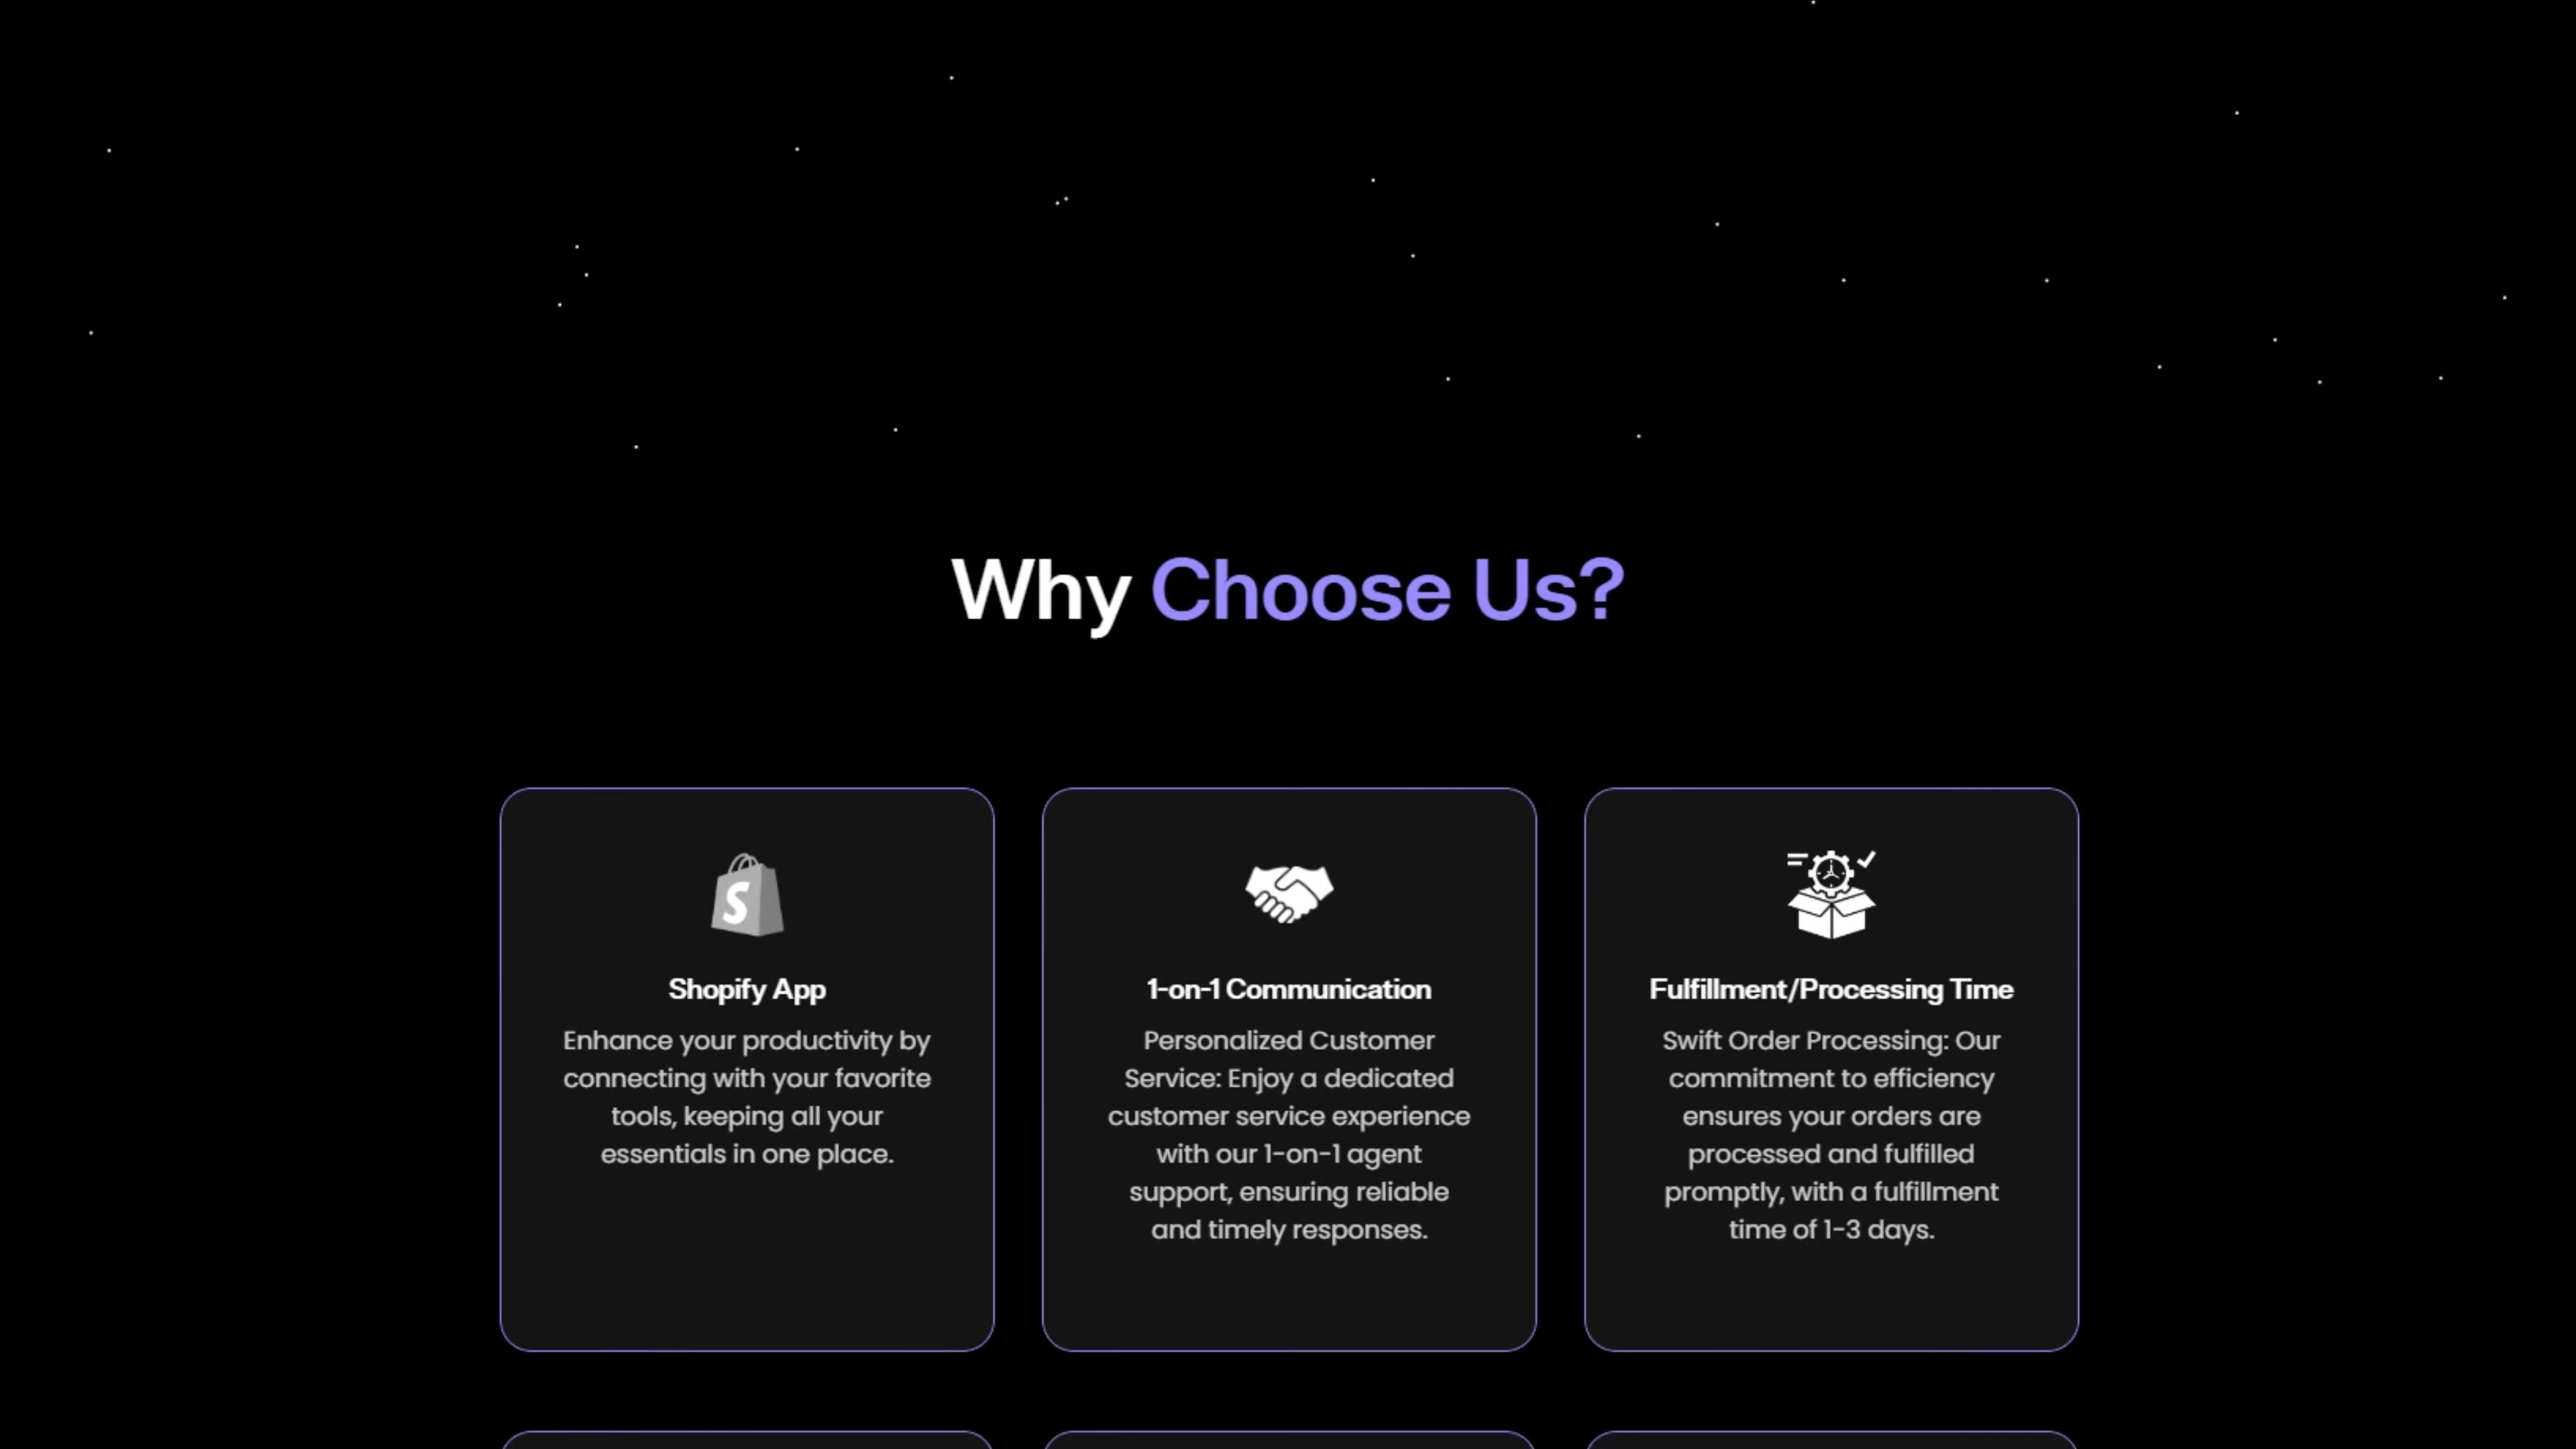 Why Choose Us?
S
Shopify App
Enhance your productivity by
connecting with your favorite
tools, keeping all your
essentials in one place.
1-on-1 Communication
Personalized Customer
Service: Enjoy a dedicated
customer service experience
with our 1-on-1 agent
support, ensuring reliable
and timely responses.
Fulfillment/Processing Time
Swift Order Processing: Our
commitment to efficiency
ensures your orders are
processed and fulfilled
promptly, with a fulfillment
time of 1-3 days.